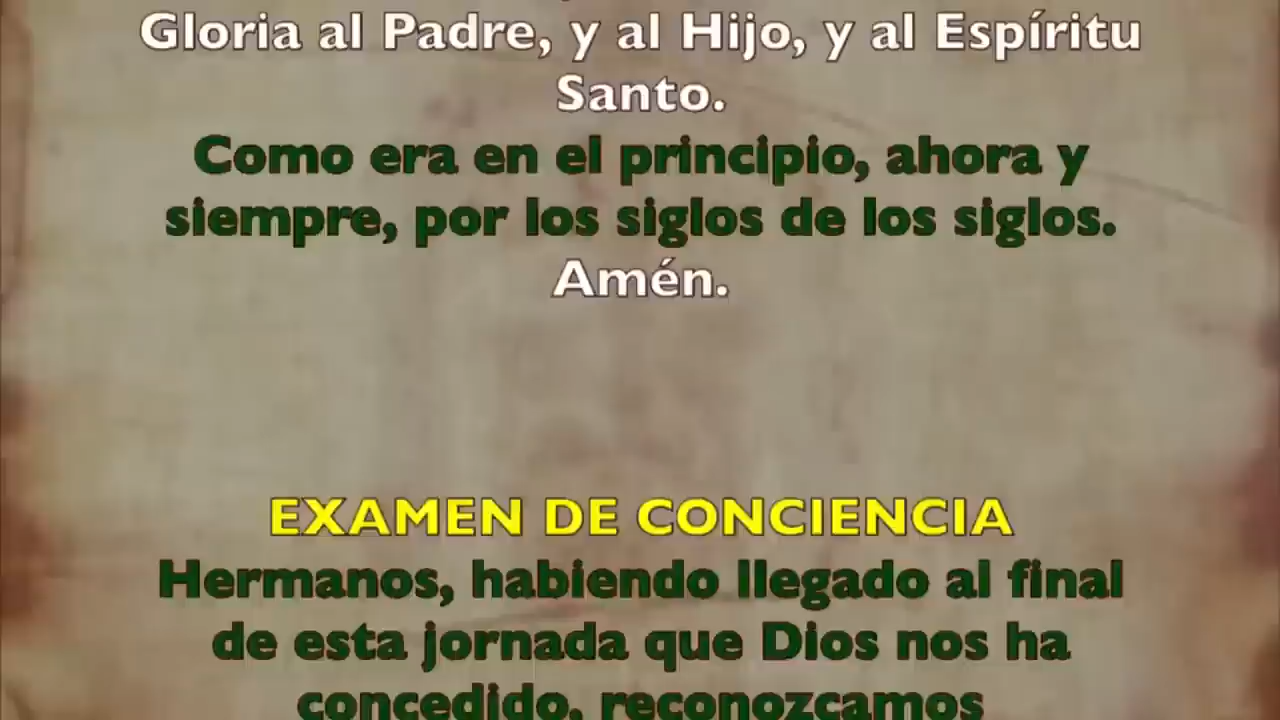 Gloria al Padre, y al Hijo, y al Espíritu
Santo.
Como era en el principio, ahora y
siempre, por los siglos de los siglos.
Amén.
EXAMEN DE CONCIENCIA
Hermanos, habiendo llegado al final
de esta jornada que Dios nos ha
concedido, reconozcamos